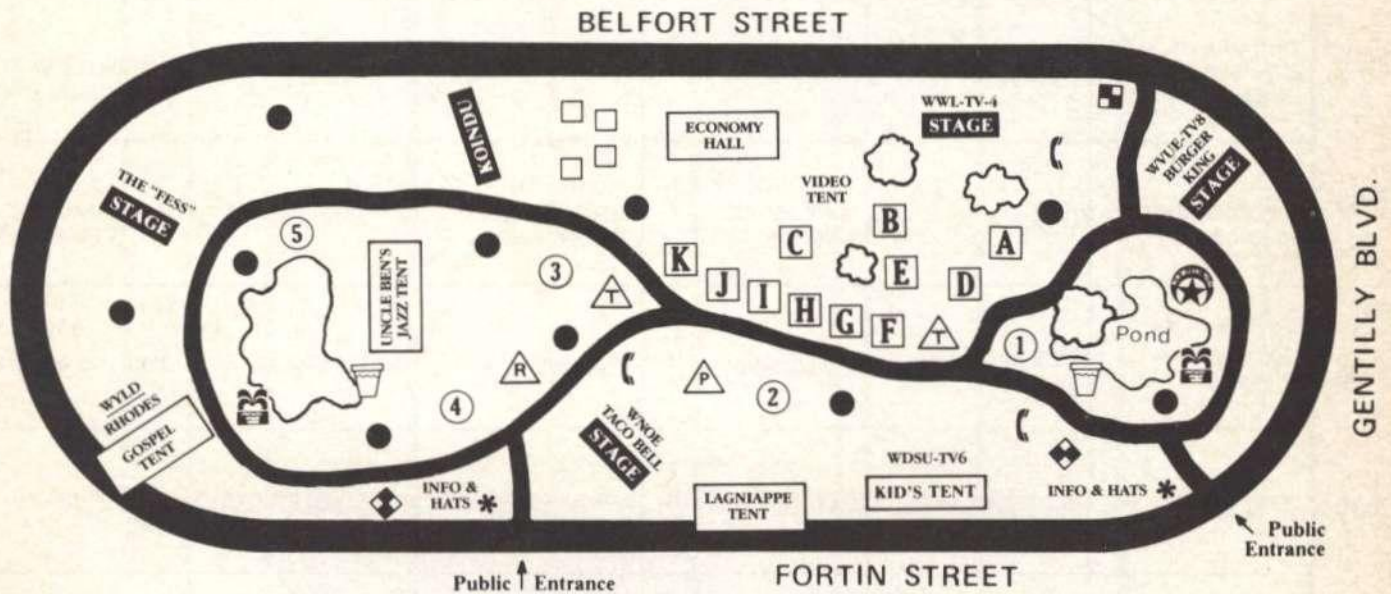 BELFORT STREET
KOINDU
ECONOMY
HALL
WWL-TV-4
STAGE
WVUE-TV8
BURGER
KING
STAGE
THE "FESS"
STAGE
VIDEO
TENT
B
A
C
K
E
D
J
I
H
G
F
T
5
UNCLE BEN'S
JAZZ TENT
3
T
1
Pond
R
P
4
2
WYLD
RHODES
GOSPEL
TENT
WNOE
TACO BELL
STAGE
WDSU-TV6
KID'S TENT
LAGNIAPPE
TENT
INFO &
HATS *
INFO & HATS *
Public
Entrance
Public Entrance
FORTIN STREET
GENTILLY BLVD.